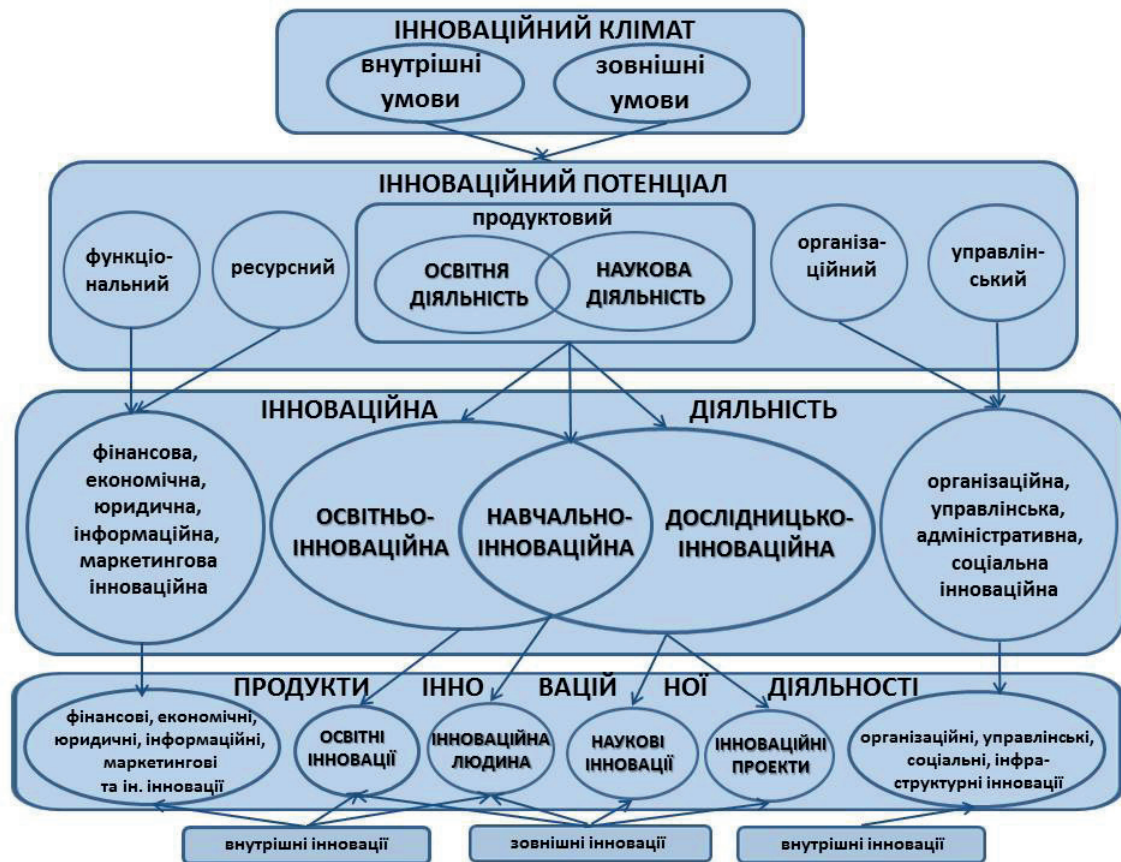 ІННОВАЦІЙНИЙ КЛІМАТ
внутрішні
умови
зовнішні
умови
ІННОВАЦІЙНИЙ ПОТЕНЦІАЛ
функціо-
нальний
ресурсний
продуктовий
ОСВІТНЯ
ДІЯЛЬНІСТЬ
НАУКОВА
ДІЯЛЬНІСТЬ
організа-
ційний
управлін-
ський
ІННОВАЦІЙНА ДІЯЛЬНІСТЬ
фінансова,
економічна,
юридична,
інформаційна,
маркетингова
інноваційна
ОСВІТНЬО-
ІННОВАЦІЙНА
НАВЧАЛЬНО-
ІННОВАЦІЙНА
ДОСЛІДНИЦЬКО-
ІННОВАЦІЙНА
організаційна,
управлінська,
адміністративна,
соціальна
інноваційна
ПРОДУКТИ ІННО ВАЦІЙ НОЇ ДІЯЛЬНОСТІ
фінансові, економічні,
юридичні, інформаційні,
маркетингові
та ін. інновації
ОСВІТНІ
ІННОВАЦІЇ
ІННОВАЦІЙНА
ЛЮДИНА
НАУКОВІ
ІННОВАЦІЇ
ІННОВАЦІЙНІ
ПРОЕКТИ
організаційні, управлінські,
соціальні, інфра-
структурні інновації
внутрішні інновації
зовнішні інновації
внутрішні інновації